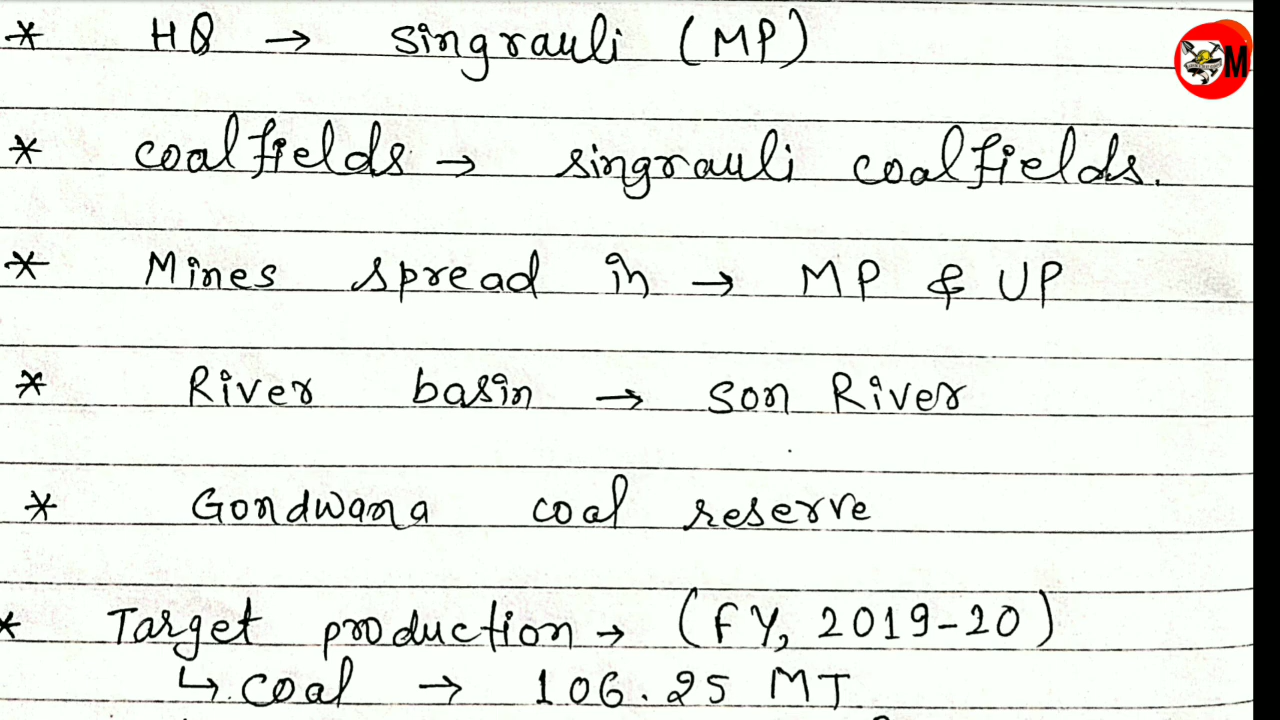 * HQ → Singrauli (MP)
M
* coalfields → singrauli coalfields.
* Mines spread in → MP & UP
* River basin → son River
* Gondwana coal reserve
* Target production → (FY, 2019-20)
↳ coal → 106.25 MT